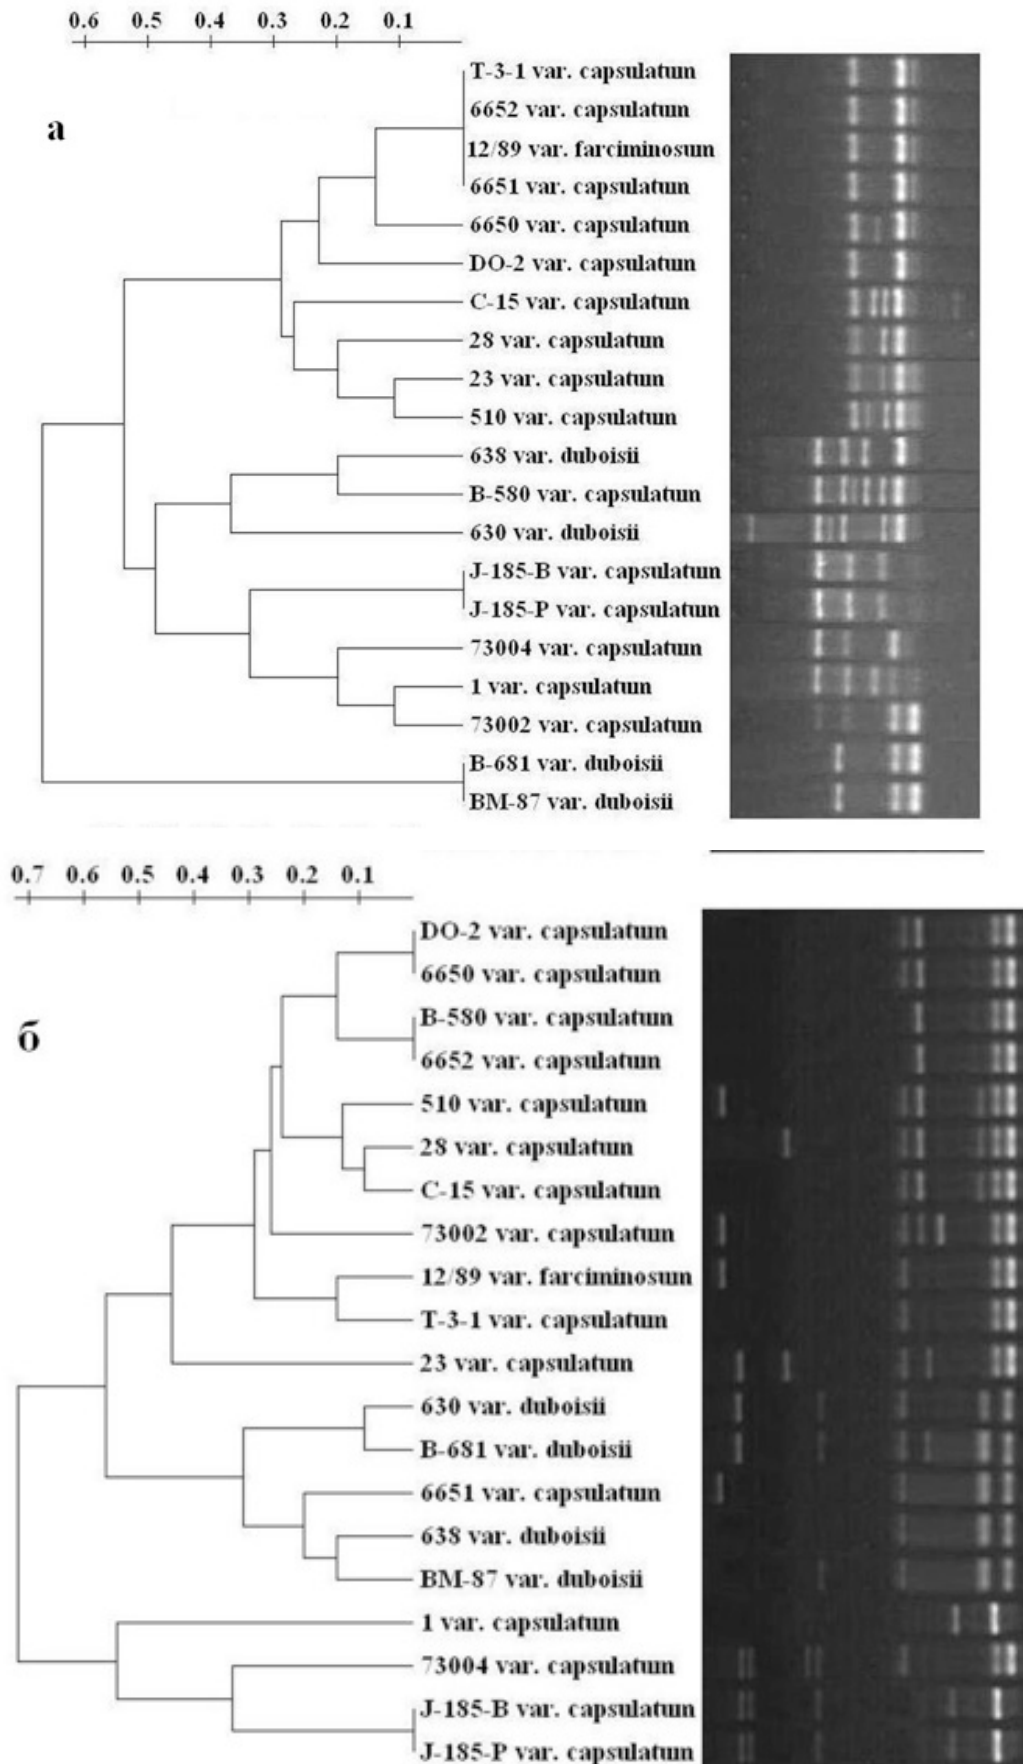 0.6 0.5 0.4 0.3 0.2 0.1
а
T-3-1 var. capsulatum
6652 var. capsulatum
12/89 var. farciminosum
6651 var. capsulatum
6650 var. capsulatum
DO-2 var. capsulatum
C-15 var. capsulatum
28 var. capsulatum
23 var. capsulatum
510 var. capsulatum
638 var. duboisii
B-580 var. capsulatum
630 var. duboisii
J-185-B var. capsulatum
J-185-P var. capsulatum
73004 var. capsulatum
1 var. capsulatum
73002 var. capsulatum
B-681 var. duboisii
BM-87 var. duboisii
0.7 0.6 0.5 0.4 0.3 0.2 0.1
б
DO-2 var. capsulatum
6650 var. capsulatum
B-580 var. capsulatum
6652 var. capsulatum
510 var. capsulatum
28 var. capsulatum
C-15 var. capsulatum
73002 var. capsulatum
12/89 var. farciminosum
T-3-1 var. capsulatum
23 var. capsulatum
630 var. duboisii
B-681 var. duboisii
6651 var. capsulatum
638 var. duboisii
BM-87 var. duboisii
1 var. capsulatum
73004 var. capsulatum
J-185-B var. capsulatum
J-185-P var. capsulatum